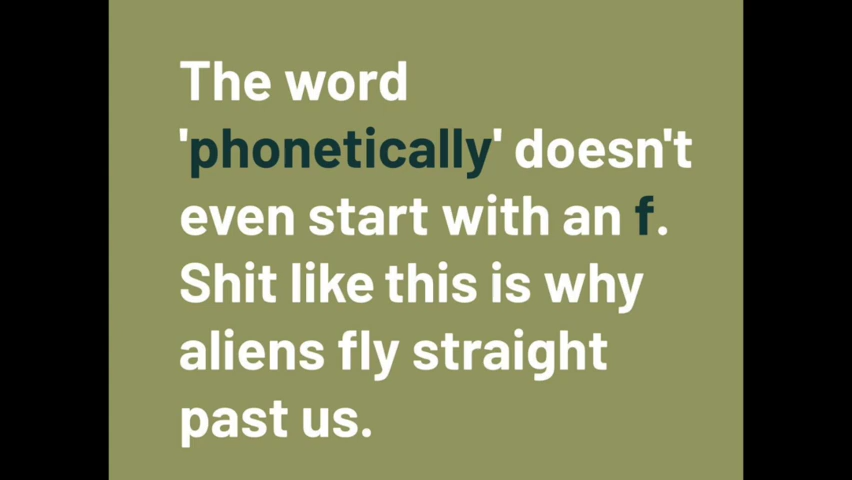 The word
'phonetically' doesn't
even start with an f.
Shit like this is why
aliens fly straight
past us.